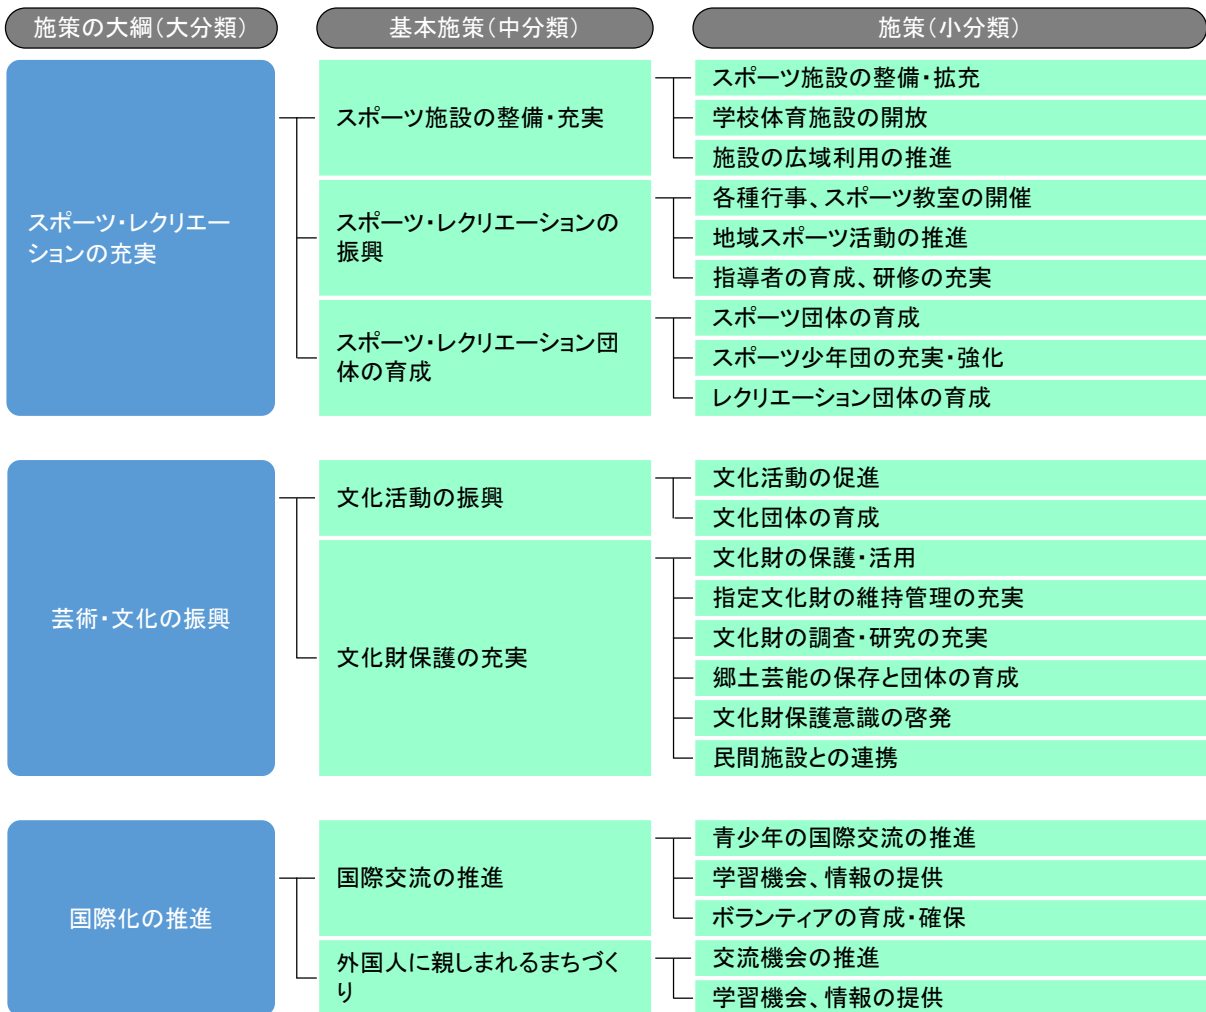 施策の大綱(大分類)
基本施策(中分類)
施策(小分類)
スポーツ・レクリエー
ションの充実
スポーツ施設の整備・充実
スポーツ施設の整備・拡充
学校体育施設の開放
施設の広域利用の推進
スポーツ・レクリエーションの
振興
各種行事、スポーツ教室の開催
地域スポーツ活動の推進
指導者の育成、研修の充実
スポーツ・レクリエーション団
体の育成
スポーツ団体の育成
スポーツ少年団の充実・強化
レクリエーション団体の育成
芸術・文化の振興
文化活動の振興
文化活動の促進
文化団体の育成
文化財保護の充実
文化財の保護・活用
指定文化財の維持管理の充実
文化財の調査・研究の充実
郷土芸能の保存と団体の育成
文化財保護意識の啓発
民間施設との連携
国際化の推進
国際交流の推進
青少年の国際交流の推進
学習機会、情報の提供
ボランティアの育成・確保
外国人に親しまれるまちづく
り
交流機会の推進
学習機会、情報の提供